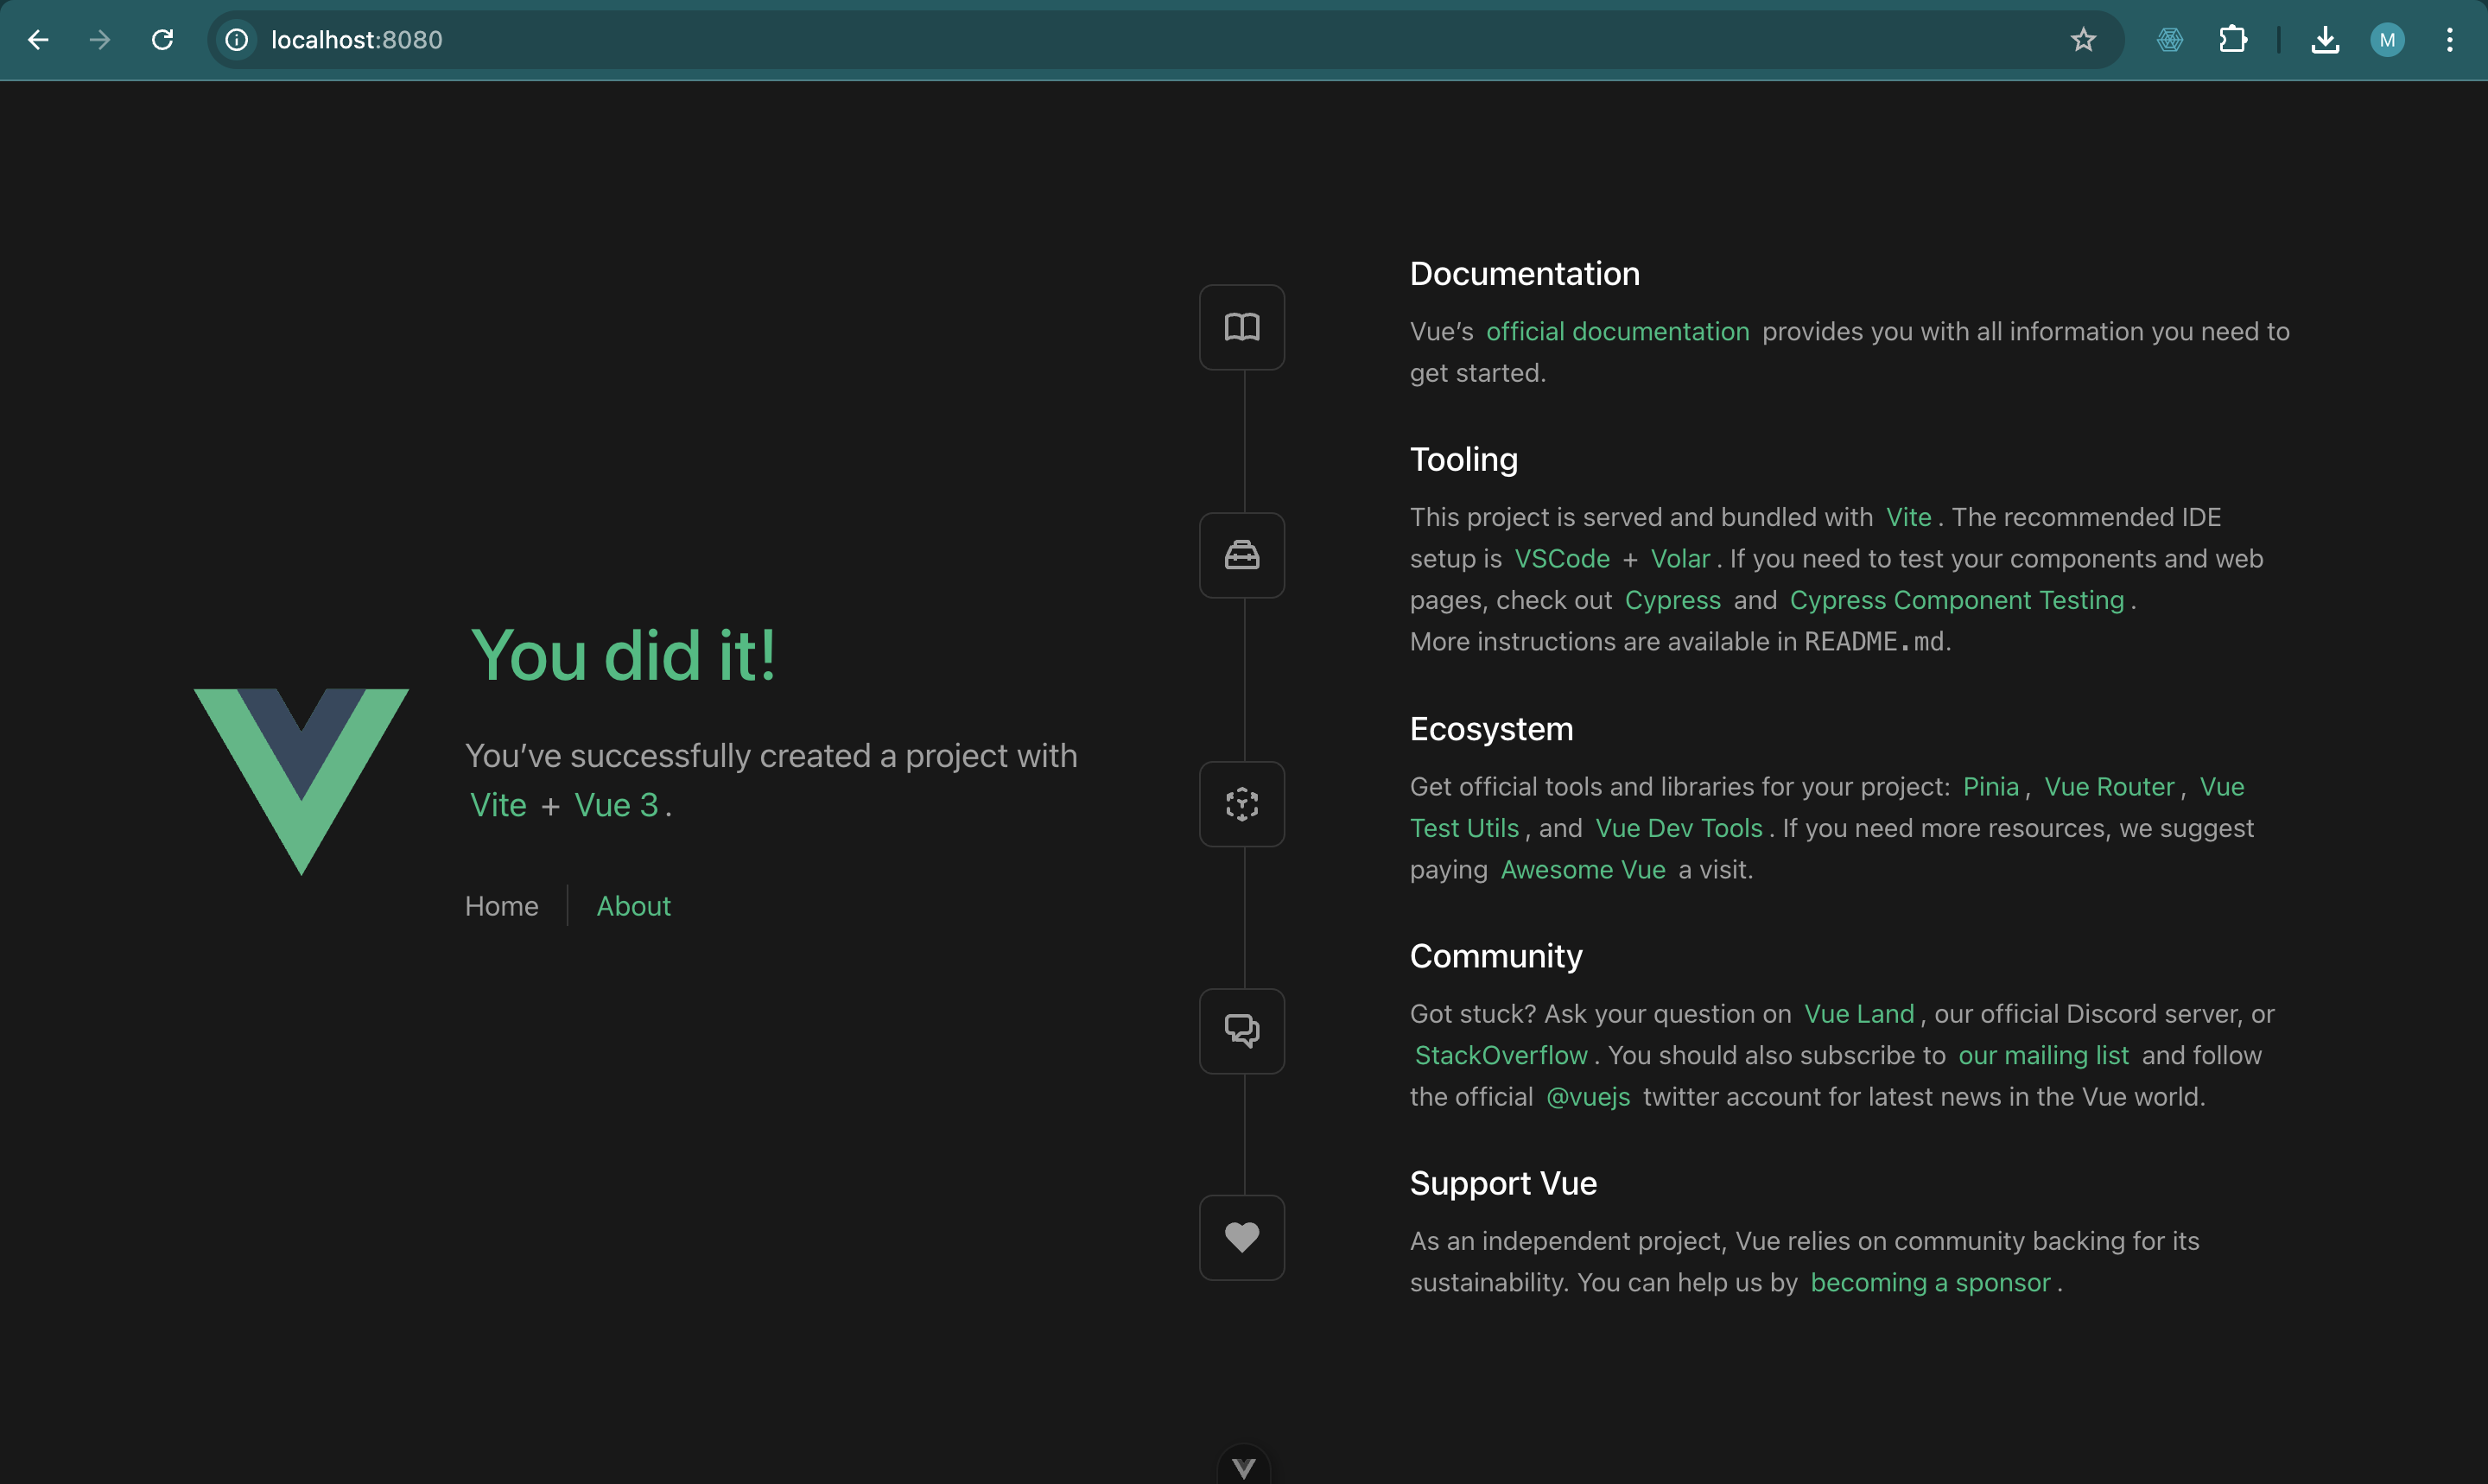 localhost:8080
M
You did it!
You’ve successfully created a project with
Vite + Vue 3.
Home
About
Documentation
Vue’s official documentation provides you with all information you need to
get started.
Tooling
This project is served and bundled with Vite. The recommended IDE
setup is VSCode + Volar. If you need to test your components and web
pages, check out Cypress and Cypress Component Testing.
More instructions are available in README.md.
Ecosystem
Get official tools and libraries for your project: Pinia, Vue Router, Vue
Test Utils, and Vue Dev Tools. If you need more resources, we suggest
paying Awesome Vue a visit.
Community
Got stuck? Ask your question on Vue Land, our official Discord server, or
StackOverflow. You should also subscribe to our mailing list and follow
the official @vuejs twitter account for latest news in the Vue world.
Support Vue
As an independent project, Vue relies on community backing for its
sustainability. You can help us by becoming a sponsor.